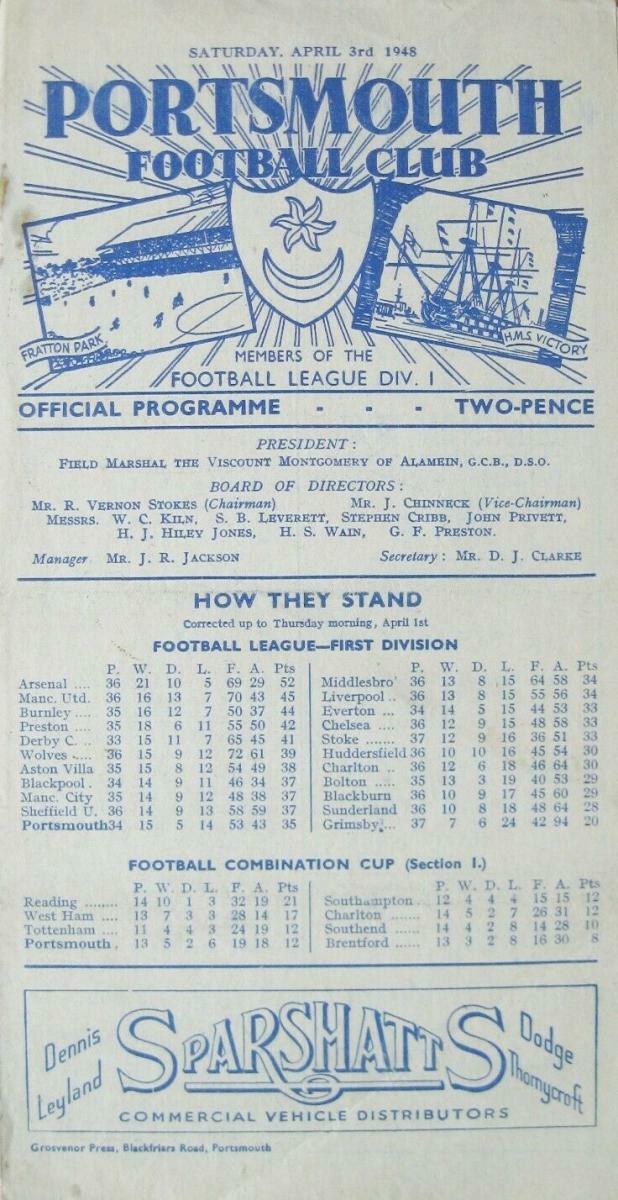 SATURDAY, APRIL 3rd 1948
PORTSMOUTH
FOOTBALL CLUB
FRATTON PARK
H.M.S. VICTORY
MEMBERS OF THE
FOOTBALL LEAGUE DIV. I
OFFICIAL PROGRAMME - - - TWO-PENCE
PRESIDENT :
FIELD MARSHAL THE VISCOUNT MONTGOMERY OF ALAMEIN, G.C.B., D.S.O.
BOARD OF DIRECTORS :
MR. R. VERNON STOKES (Chairman) MR. J. CHINNECK (Vice-Chairman)
MESSRS. W. C. KILN, S. B. LEVERETT, STEPHEN CRIBB, JOHN PRIVETT,
H. J. HILEY JONES, H. S. WAIN, G. F. PRESTON.
Manager MR. J. R. JACKSON Secretary : MR. D. J. CLARKE
HOW THEY STAND
Corrected up to Thursday morning, April 1st
FOOTBALL LEAGUE—FIRST DIVISION
P. W. D. L. F. A. Pts
Arsenal .... 36 21 10 5 69 29 52
Manc. Utd. 36 16 13 7 70 43 45
Burnley .... 35 16 12 7 50 37 44
Preston .... 35 18 6 11 55 50 42
Derby C. .. 33 15 11 7 65 45 41
Wolves ..... 36 15 9 12 72 61 39
Aston Villa 35 15 8 12 54 49 38
Blackpool . 34 14 9 11 46 34 37
Manc. City 35 14 9 12 48 38 37
Sheffield U. 36 14 9 13 58 59 37
Portsmouth 34 15 5 14 53 43 35
P. W. D. L. F. A. Pts
Middlesbro' 36 13 8 15 64 58 34
Liverpool .. 36 13 8 15 55 56 34
Everton ... 34 14 5 15 44 53 33
Chelsea .... 36 12 9 15 48 58 33
Stoke ....... 37 12 9 16 36 51 33
Huddersfield 36 10 10 16 45 54 30
Charlton .. 36 12 6 18 46 64 30
Bolton ..... 35 13 3 19 40 53 29
Blackburn 36 10 9 17 45 60 29
Sunderland 36 10 8 18 48 64 28
Grimsby... 37 7 6 24 42 94 20
FOOTBALL COMBINATION CUP (Section I.)
P. W. D. L. F. A. Pts
Reading ........ 14 10 1 3 32 19 21
West Ham .... 13 7 3 3 28 14 17
Tottenham .... 11 4 4 3 24 19 12
Portsmouth . 13 5 2 6 19 18 12
P. W. D. L. F. A. Pts
Southampton . 12 4 4 4 15 15 12
Charlton ....... 14 5 2 7 26 31 12
Southend ...... 14 4 2 8 14 28 10
Brentford ...... 13 3 2 8 16 30 8
Dennis
Leyland
SPARSHATTS
Dodge
Thornycroft
COMMERCIAL VEHICLE DISTRIBUTORS
Grosvenor Press, Blackfriars Road, Portsmouth